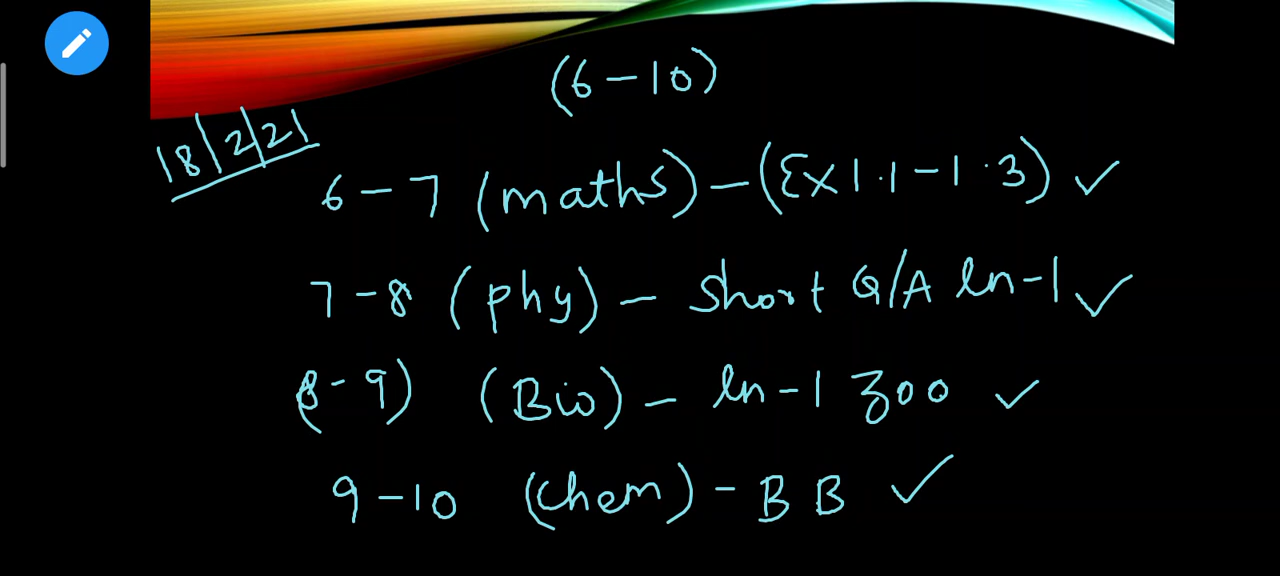 (6-10)
18/2/21
6-7 (maths) - (Ex 1.1-1.3) ✓
7-8 (phy) - Short Q/A ln-1 ✓
(8-9) (Bio) - ln-1 Zoo ✓
9-10 (Chem) - BB ✓